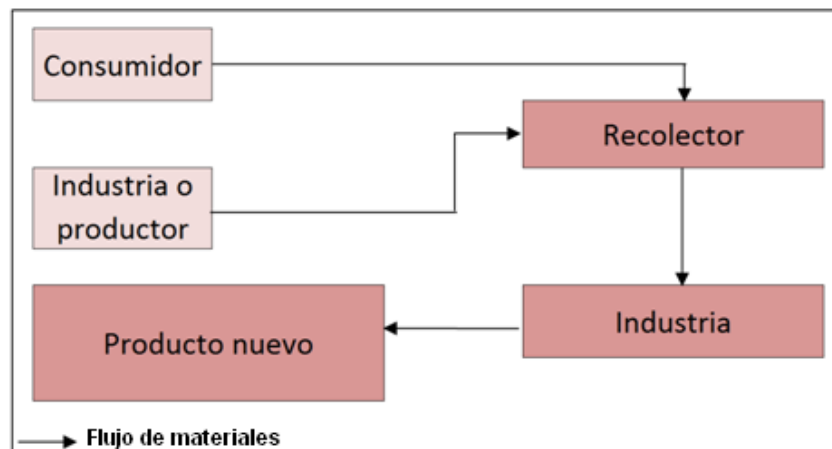 Consumidor
Recolector
Industria o
productor
Industria
Producto nuevo
Flujo de materiales